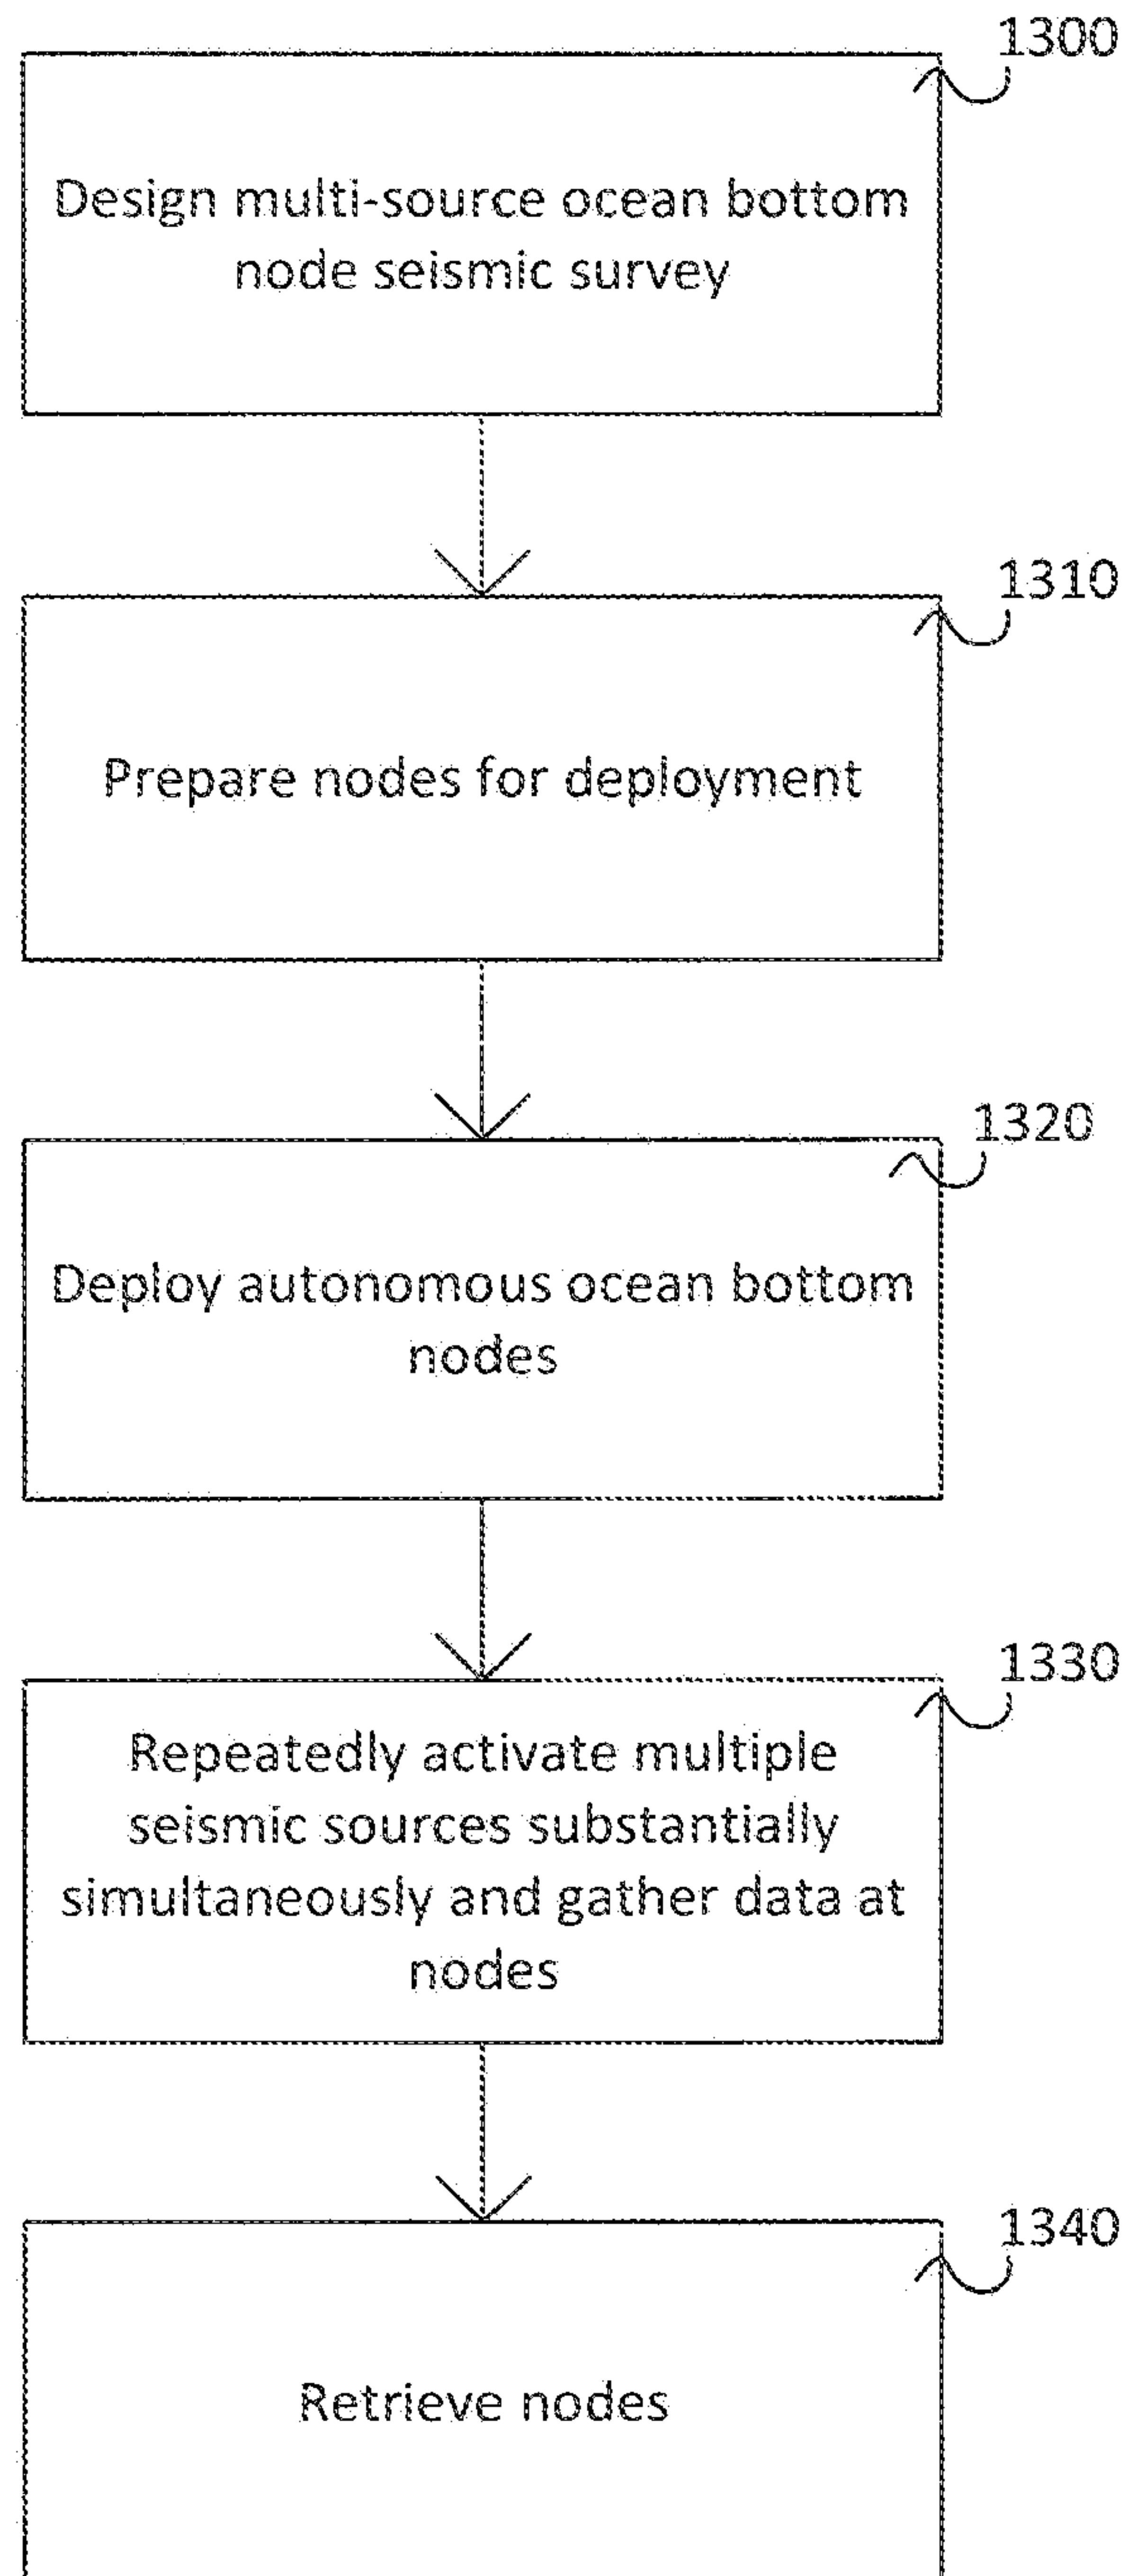 1300
Design multi-source ocean bottom
node seismic survey
1310
Prepare nodes for deployment
1320
Deploy autonomous ocean bottom
nodes
1330
Repeatedly activate multiple
seismic sources substantially
simultaneously and gather data at
nodes
1340
Retrieve nodes